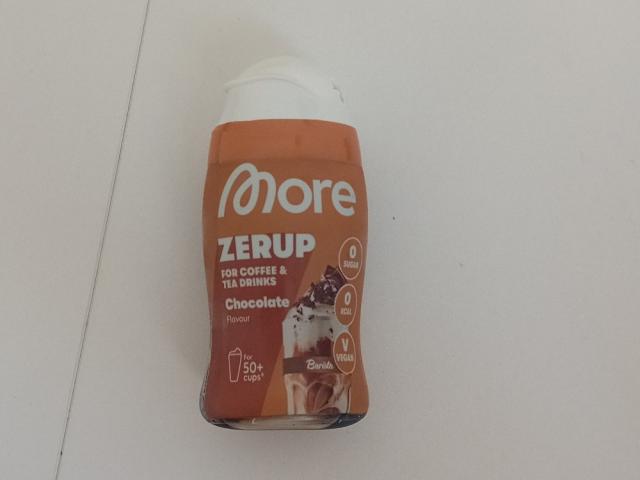 More
ZERUP
FOR COFFEE &
TEA DRINKS
Chocolate
Flavour
For
50+
cups*
0
SUGAR
0
KCAL
V
VEGAN
Barista